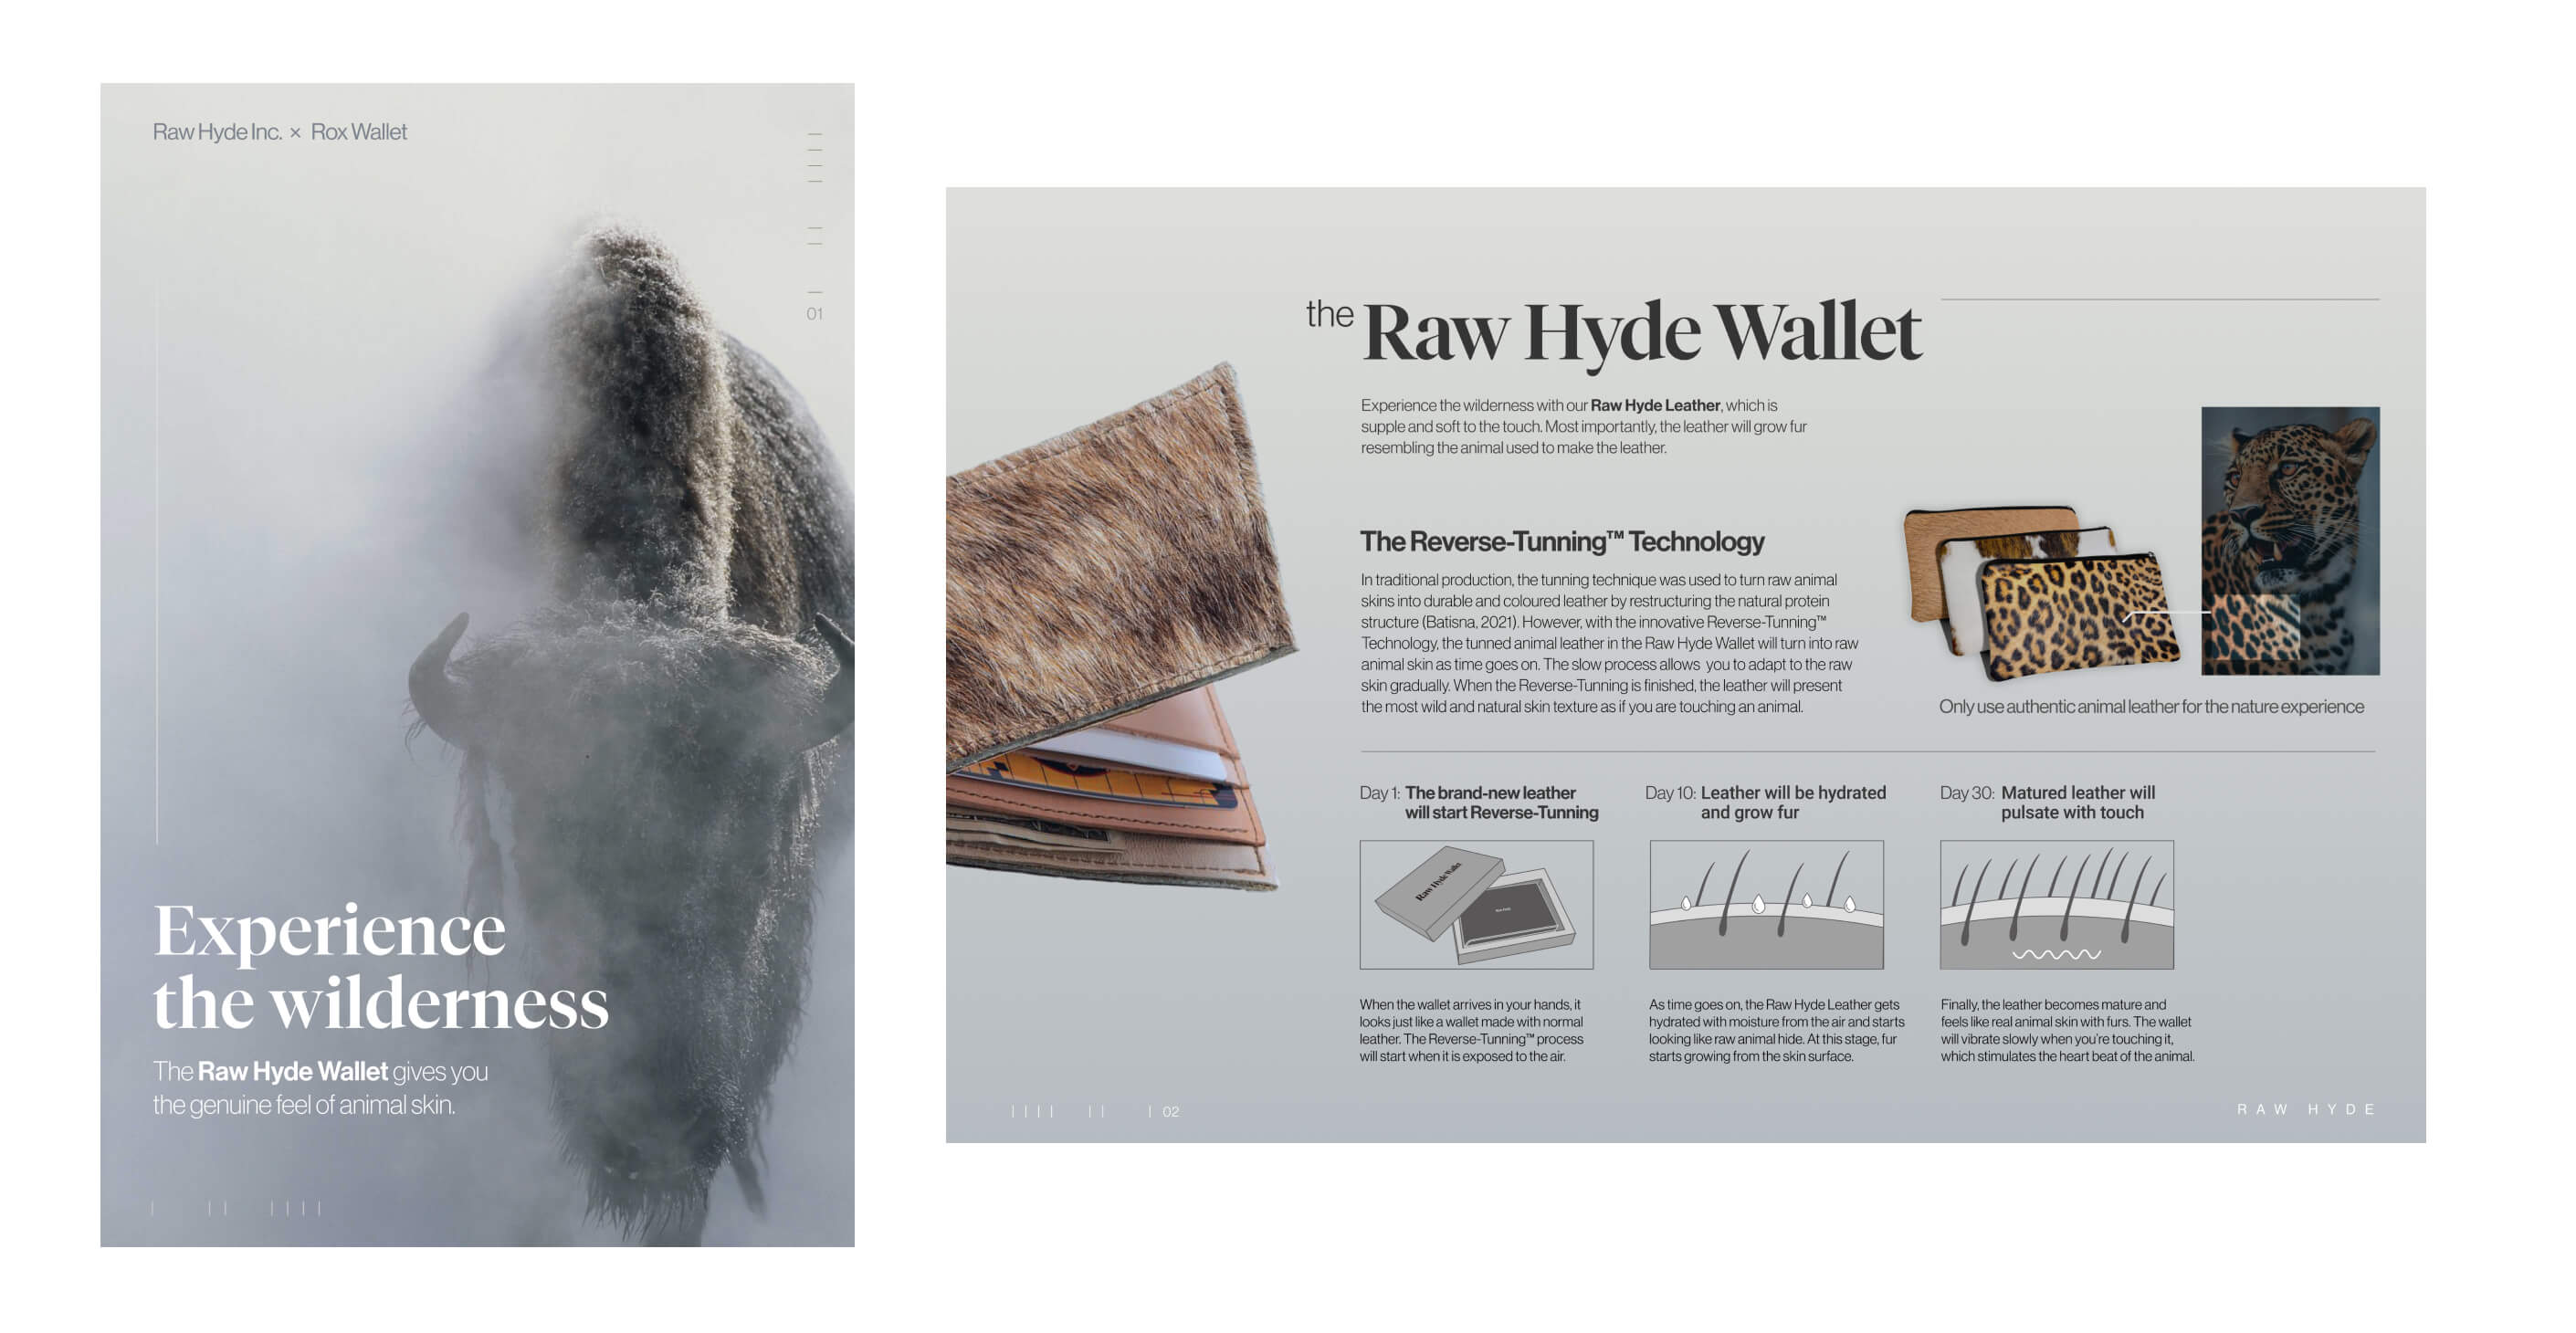 Raw Hyde Inc. × Rox Wallet
01
Experience
the wilderness
The Raw Hyde Wallet gives you
the genuine feel of animal skin.
the Raw Hyde Wallet
Experience the wilderness with our Raw Hyde Leather, which is
supple and soft to the touch. Most importantly, the leather will grow fur
resembling the animal used to make the leather.
The Reverse-Tunning™ Technology
In traditional production, the tunning technique was used to turn raw animal
skins into durable and coloured leather by restructuring the natural protein
structure (Batisna, 2021). However, with the innovative Reverse-Tunning™
Technology, the tunned animal leather in the Raw Hyde Wallet will turn into raw
animal skin as time goes on. The slow process allows you to adapt to the raw
skin gradually. When the Reverse-Tunning is finished, the leather will present
the most wild and natural skin texture as if you are touching an animal.
Only use authentic animal leather for the nature experience
Day 1: The brand-new leather
will start Reverse-Tunning
Raw Hyde Wallet
When the wallet arrives in your hands, it
looks just like a wallet made with normal
leather. The Reverse-Tunning™ process
will start when it is exposed to the air.
Day 10: Leather will be hydrated
and grow fur
As time goes on, the Raw Hyde Leather gets
hydrated with moisture from the air and starts
looking like raw animal hide. At this stage, fur
starts growing from the skin surface.
Day 30: Matured leather will
pulsate with touch
Finally, the leather becomes mature and
feels like real animal skin with furs. The wallet
will vibrate slowly when you're touching it,
which stimulates the heart beat of the animal.
02
RAW HYDE